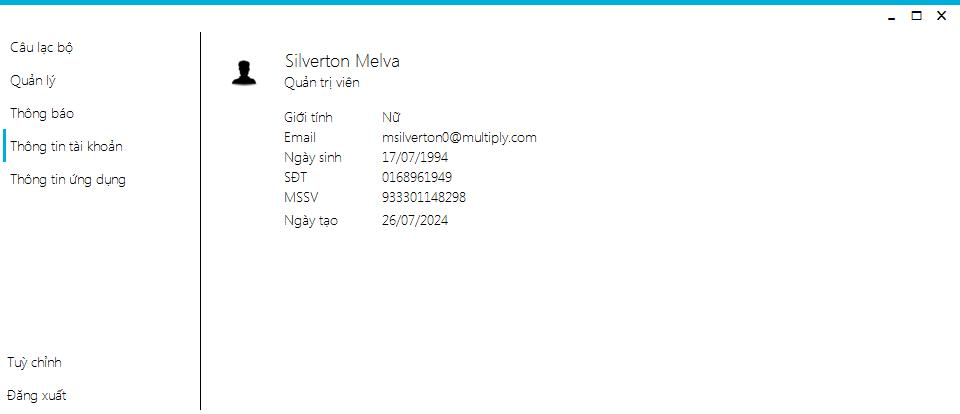 Câu lạc bộ
Quản lý
Thông báo
Thông tin tài khoản
Thông tin ứng dụng
Tuỳ chỉnh
Đăng xuất
Silverton Melva
Quản trị viên
Giới tính Nữ
Email msilverton0@multiply.com
Ngày sinh 17/07/1994
SĐT 0168961949
MSSV 933301148298
Ngày tạo 26/07/2024